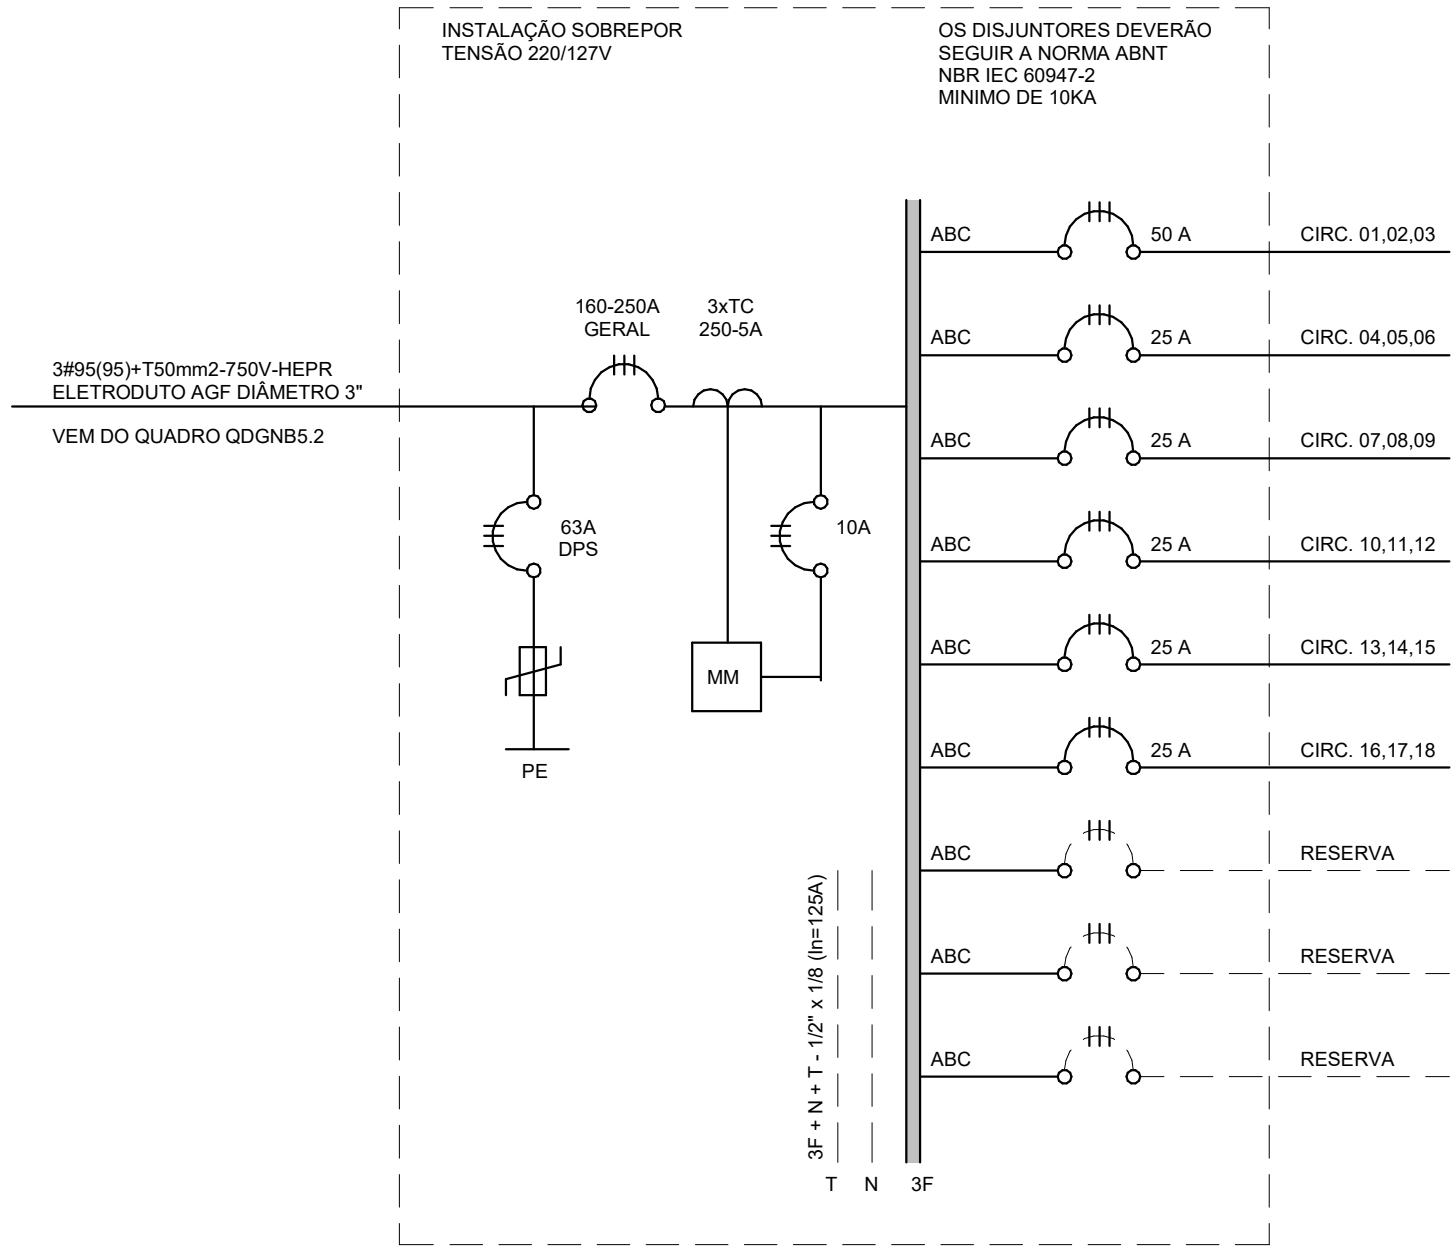 INSTALAÇÃO SOBREPOR
TENSÃO 220/127V
OS DISJUNTORES DEVERÃO
SEGUIR A NORMA ABNT
NBR IEC 60947-2
MINIMO DE 10KA
3#95(95)+T50mm2-750V-HEPR
ELETRODUTO AGF DIÂMETRO 3"
VEM DO QUADRO QDGNB5.2
160-250A
GERAL
3xTC
250-5A
63A
DPS
PE
10A
MM
ABC 50 A CIRC. 01,02,03
ABC 25 A CIRC. 04,05,06
ABC 25 A CIRC. 07,08,09
ABC 25 A CIRC. 10,11,12
ABC 25 A CIRC. 13,14,15
ABC 25 A CIRC. 16,17,18
ABC RESERVA
ABC RESERVA
ABC RESERVA
3F + N + T - 1/2" x 1/8 (In=125A)
T N 3F